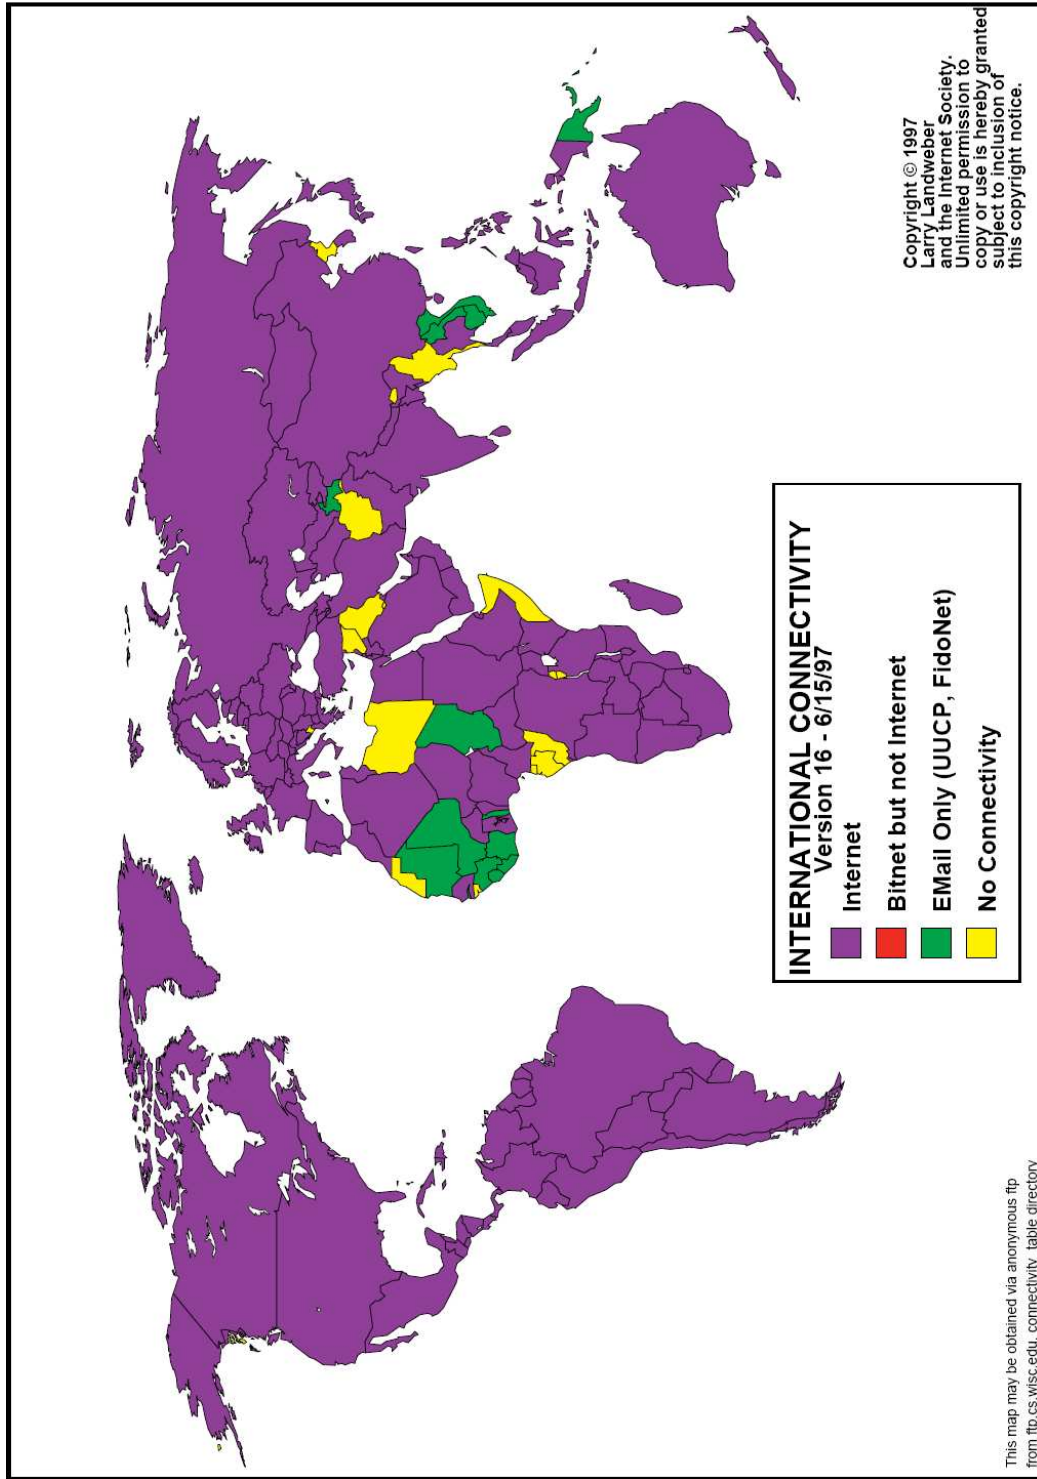 INTERNATIONAL CONNECTIVITY
Version 16 - 6/15/97
Internet
Bitnet but not Internet
EMail Only (UUCP, FidoNet)
No Connectivity
Copyright © 1997
Larry Landweber
and the Internet Society.
Unlimited permission to
copy or use is hereby granted
subject to inclusion of
this copyright notice.
This map may be obtained via anonymous ftp
from ftp.cs.wisc.edu, connectivity_table directory